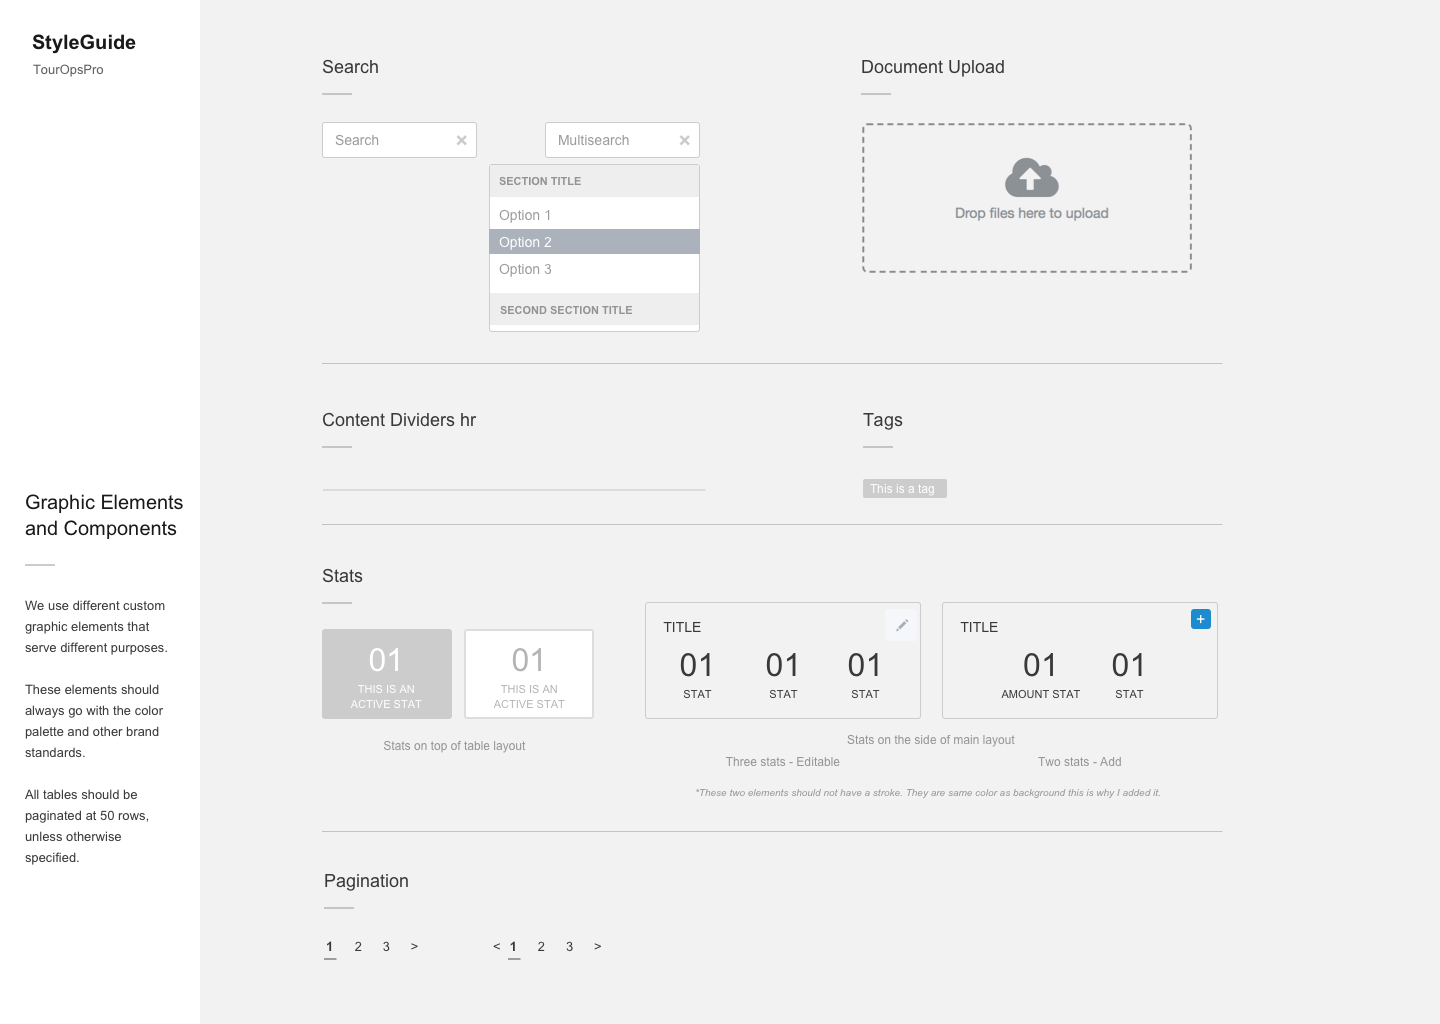 StyleGuide
TourOpsPro
Graphic Elements
and Components
We use different custom
graphic elements that
serve different purposes.
These elements should
always go with the color
palette and other brand
standards.
All tables should be
paginated at 50 rows,
unless otherwise
specified.
Search
Search
Multisearch
SECTION TITLE
Option 1
Option 2
Option 3
SECOND SECTION TITLE
Document Upload
Drop files here to upload
Content Dividers hr
Tags
This is a tag
Stats
01
THIS IS AN
ACTIVE STAT
01
THIS IS AN
ACTIVE STAT
Stats on top of table layout
TITLE
01 01 01
STAT STAT STAT
TITLE
+
01 01
AMOUNT STAT STAT
Stats on the side of main layout
Three stats - Editable
Two stats - Add
*These two elements should not have a stroke. They are same color as background this is why I added it.
Pagination
1 2 3 >
< 1 2 3 >